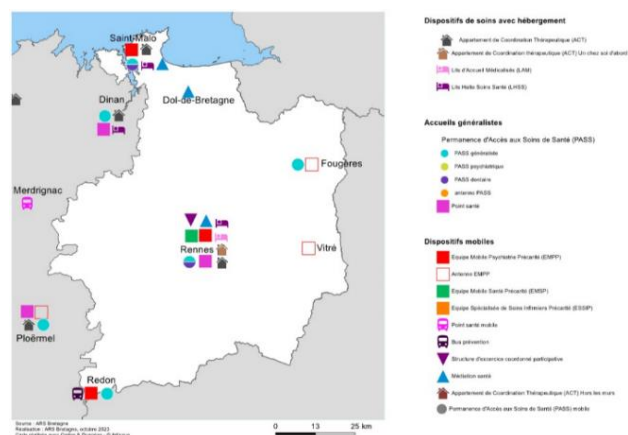 Saint-Malo
Dinan
Dol-de-Bretagne
Fougères
Merdrignac
Rennes
Vitré
Ploërmel
Redon
Source : ARS Bretagne
Réalisation : ARS Bretagne, octobre 2023
0 13 25 km
Dispositifs de soins avec hébergement
Appartement de Coordination Thérapeutique (ACT)
Appartement de Coordination thérapeutique (ACT) Un chez soi d'abord
Lits d'Accueil Médicalisés (LAM)
Lits Halte Soins Santé (LHSS)
Accueils généralistes
Permanence d'Accès aux Soins de Santé (PASS)
PASS généraliste
PASS psychiatrique
PASS dentaire
antenne PASS
Point santé
Dispositifs mobiles
Equipe Mobile Psychiatrie Précarité (EMPP)
Antenne EMPP
Equipe Mobile Santé Précarité (EMSP)
Equipe Spécialisée de Soins Infirmiers Précarité (ESSIP)
Point santé mobile
Bus prévention
Structure d'exercice coordonné participative
Médiation santé
Appartement de Coordination Thérapeutique (ACT) Hors les murs
Permanence d'Accès aux Soins de Santé (PASS) mobile